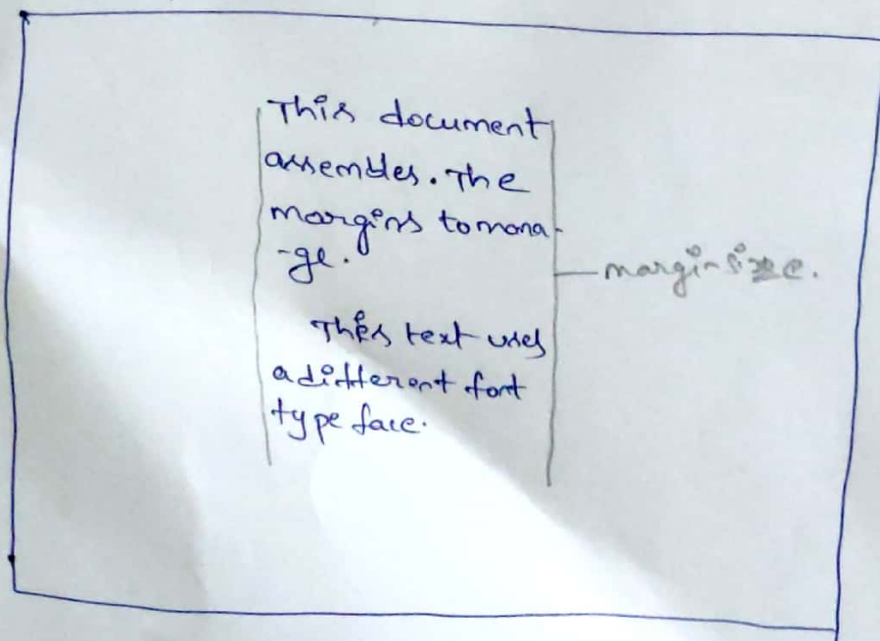 This document
assembles. The
margins to mana-
-ge.
margin size.
This text uses
a different font
type face.